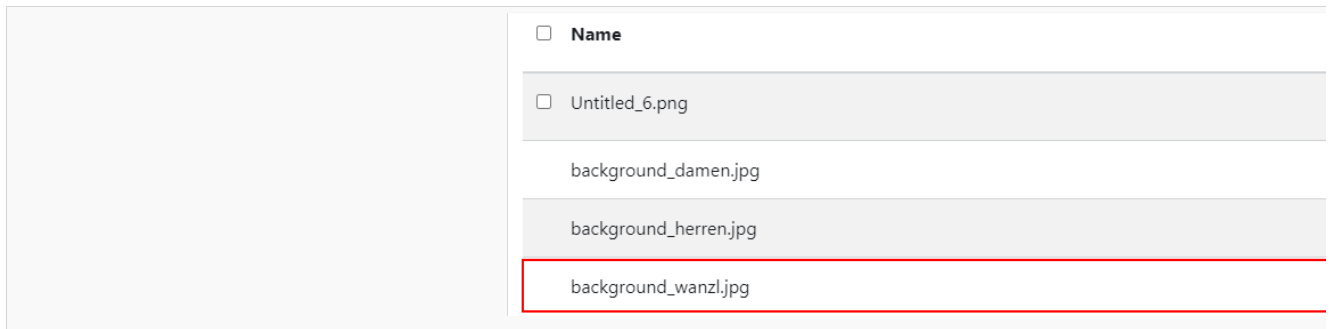 Name
Untitled_6.png
background_damen.jpg
background_herren.jpg
background_wanzl.jpg